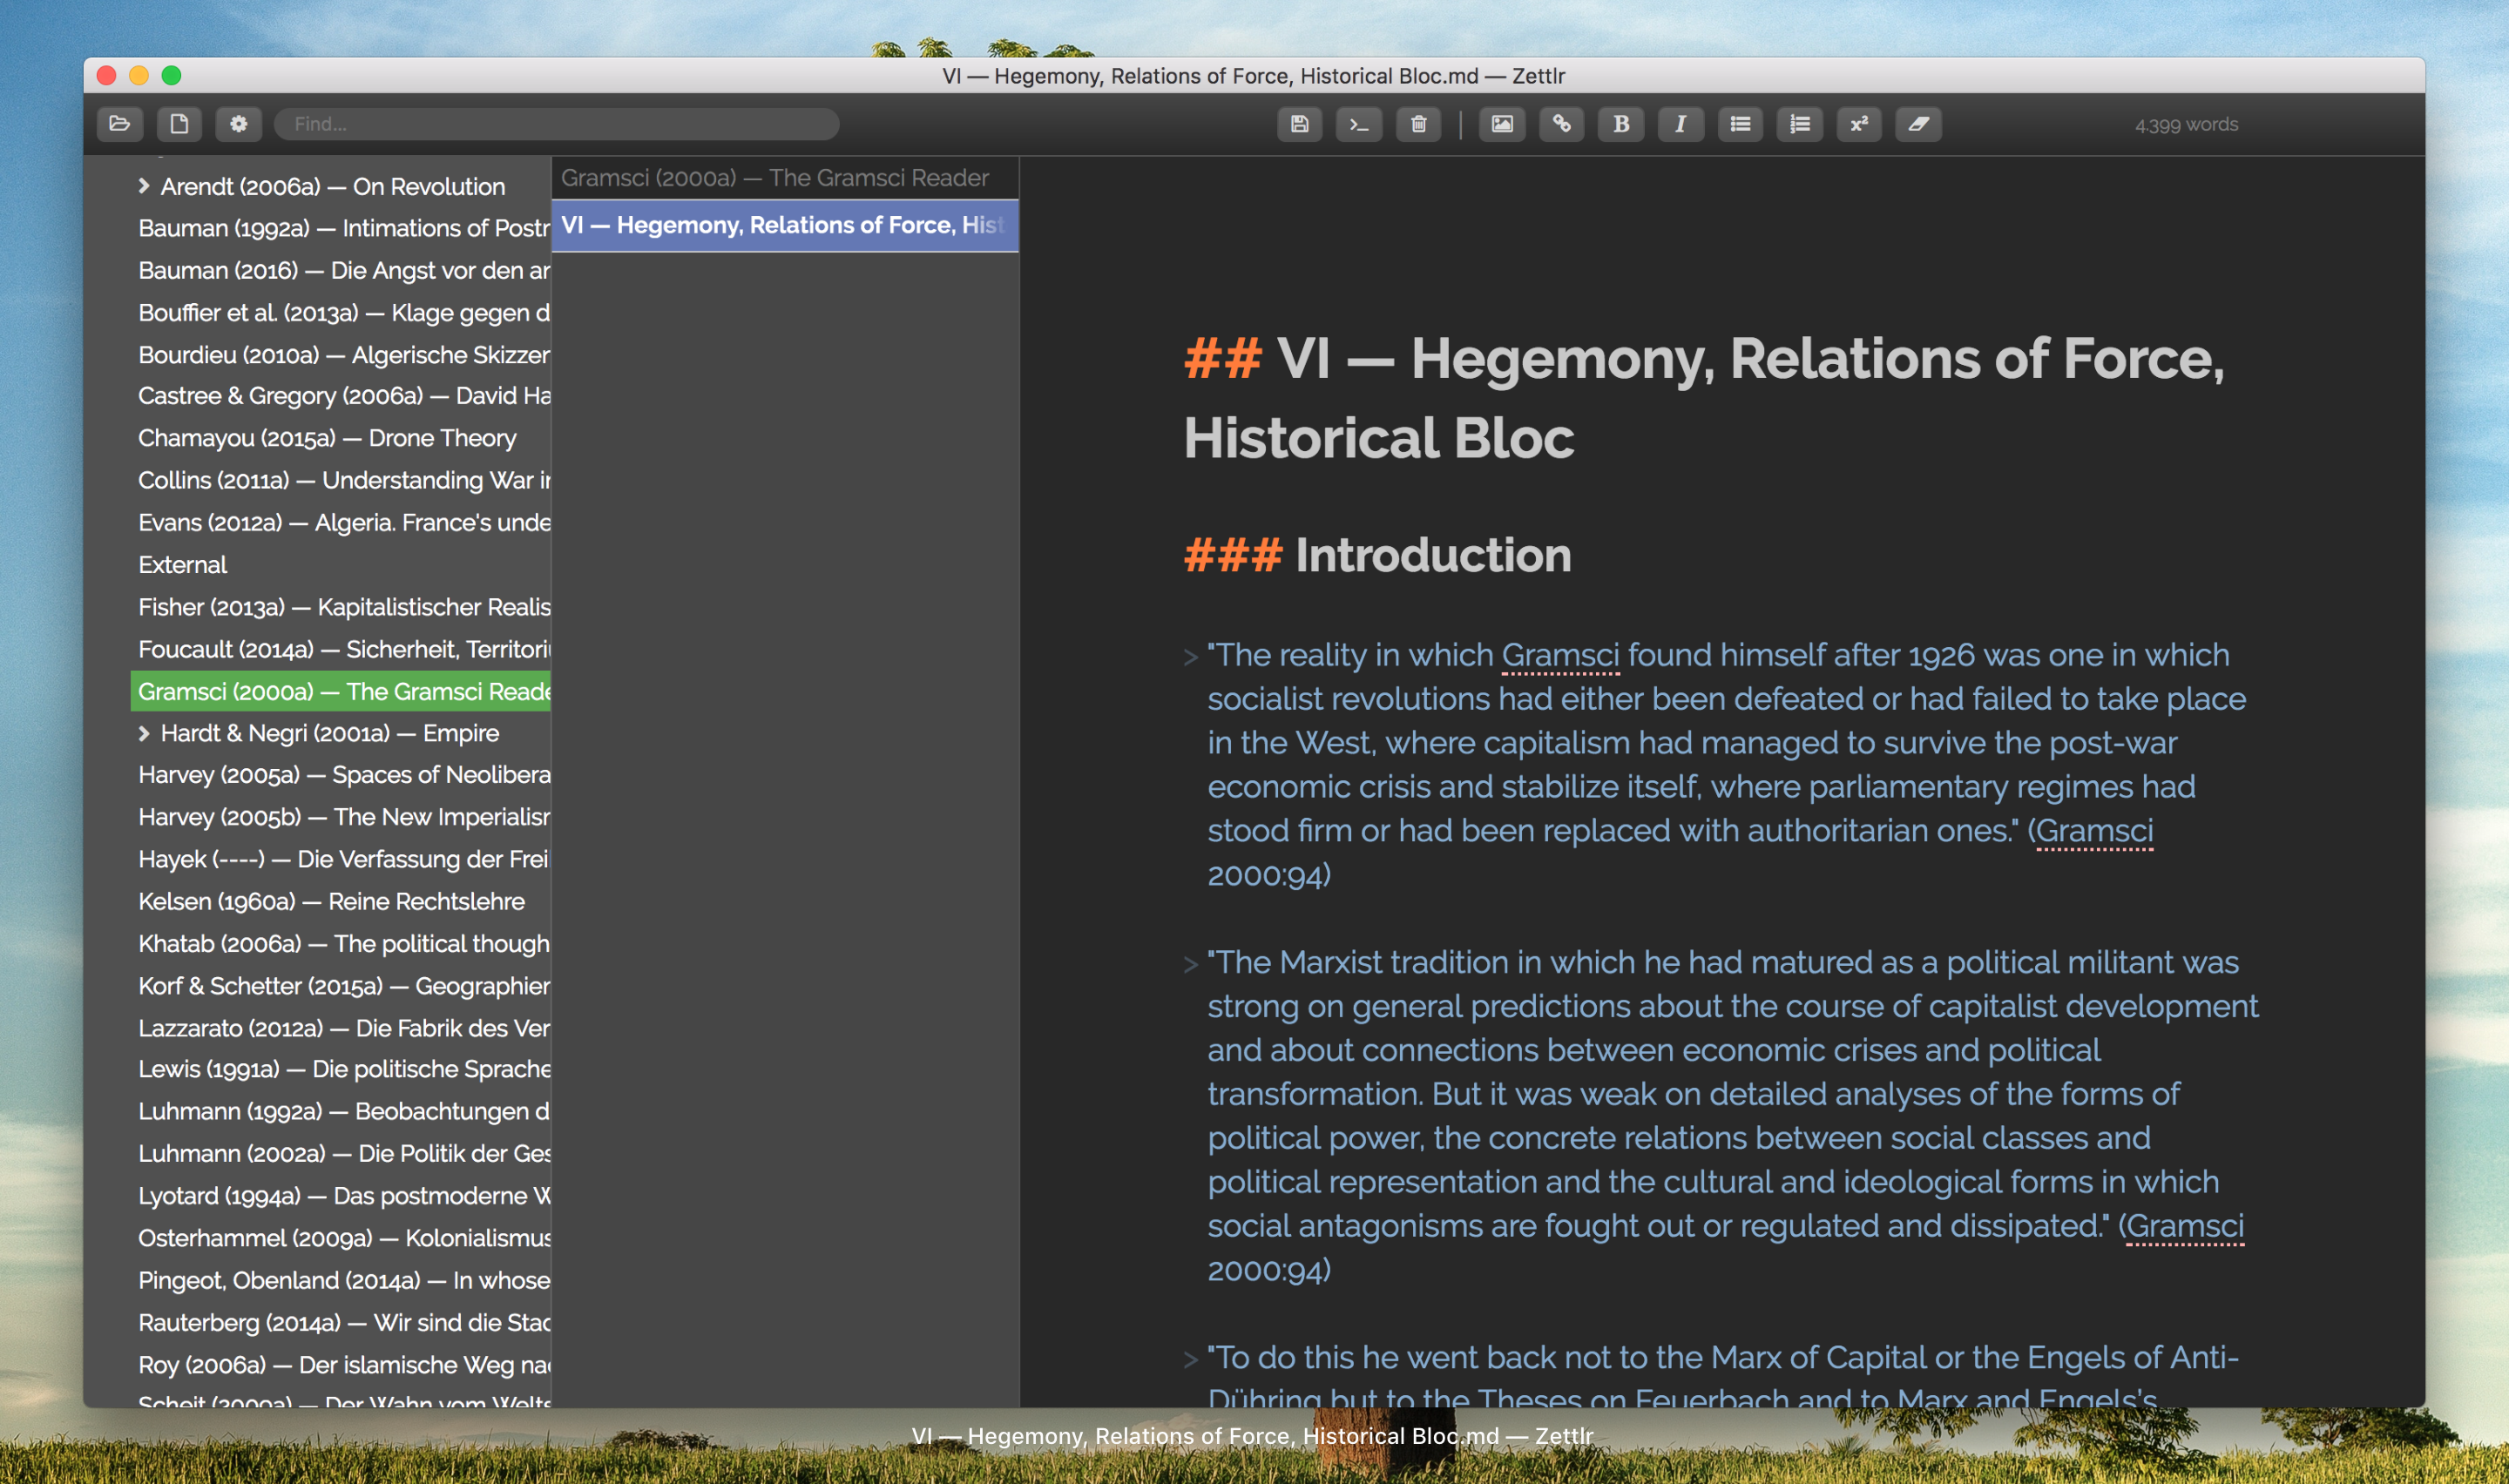 VI — Hegemony, Relations of Force, Historical Bloc.md — Zettlr
Find...
B
I
x²
4.399 words
Arendt (2006a) — On Revolution
Bauman (1992a) — Intimations of Postr
Bauman (2016) — Die Angst vor den ar
Bouffier et al. (2013a) — Klage gegen d
Bourdieu (2010a) — Algerische Skizzer
Castree & Gregory (2006a) — David Ha
Chamayou (2015a) — Drone Theory
Collins (2011a) — Understanding War ir
Evans (2012a) — Algeria. France's unde
External
Fisher (2013a) — Kapitalistischer Realis
Foucault (2014a) — Sicherheit, Territori
Gramsci (2000a) — The Gramsci Reade
Hardt & Negri (2001a) — Empire
Harvey (2005a) — Spaces of Neolibera
Harvey (2005b) — The New Imperialisr
Hayek (----) — Die Verfassung der Frei
Kelsen (1960a) — Reine Rechtslehre
Khatab (2006a) — The political though
Korf & Schetter (2015a) — Geographier
Lazzarato (2012a) — Die Fabrik des Ver
Lewis (1991a) — Die politische Sprache
Luhmann (1992a) — Beobachtungen d
Luhmann (2002a) — Die Politik der Ges
Lyotard (1994a) — Das postmoderne W
Osterhammel (2009a) — Kolonialismus
Pingeot, Obenland (2014a) — In whose
Rauterberg (2014a) — Wir sind die Stad
Roy (2006a) — Der islamische Weg na
Scheit (2009a) — Der Wahn vom Welts
Gramsci (2000a) — The Gramsci Reader
VI — Hegemony, Relations of Force, Hist
## VI — Hegemony, Relations of Force,
Historical Bloc
### Introduction
> "The reality in which Gramsci found himself after 1926 was one in which
socialist revolutions had either been defeated or had failed to take place
in the West, where capitalism had managed to survive the post-war
economic crisis and stabilize itself, where parliamentary regimes had
stood firm or had been replaced with authoritarian ones." (Gramsci
2000:94)
> "The Marxist tradition in which he had matured as a political militant was
strong on general predictions about the course of capitalist development
and about connections between economic crises and political
transformation. But it was weak on detailed analyses of the forms of
political power, the concrete relations between social classes and
political representation and the cultural and ideological forms in which
social antagonisms are fought out or regulated and dissipated." (Gramsci
2000:94)
> "To do this he went back not to the Marx of Capital or the Engels of Anti-
Dühring but to the Theses on Feuerbach and to Marx and Engels's
VI — Hegemony, Relations of Force, Historical Bloc.md — Zettlr